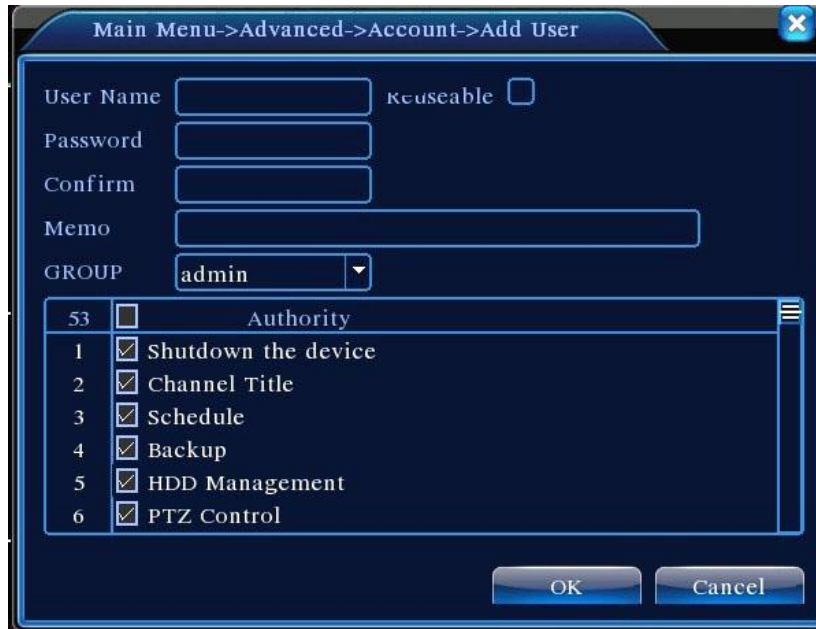 Main Menu->Advanced->Account->Add User
User Name
Reuseable
Password
Confirm
Memo
GROUP admin
53 Authority
1 Shutdown the device
2 Channel Title
3 Schedule
4 Backup
5 HDD Management
6 PTZ Control
OK Cancel